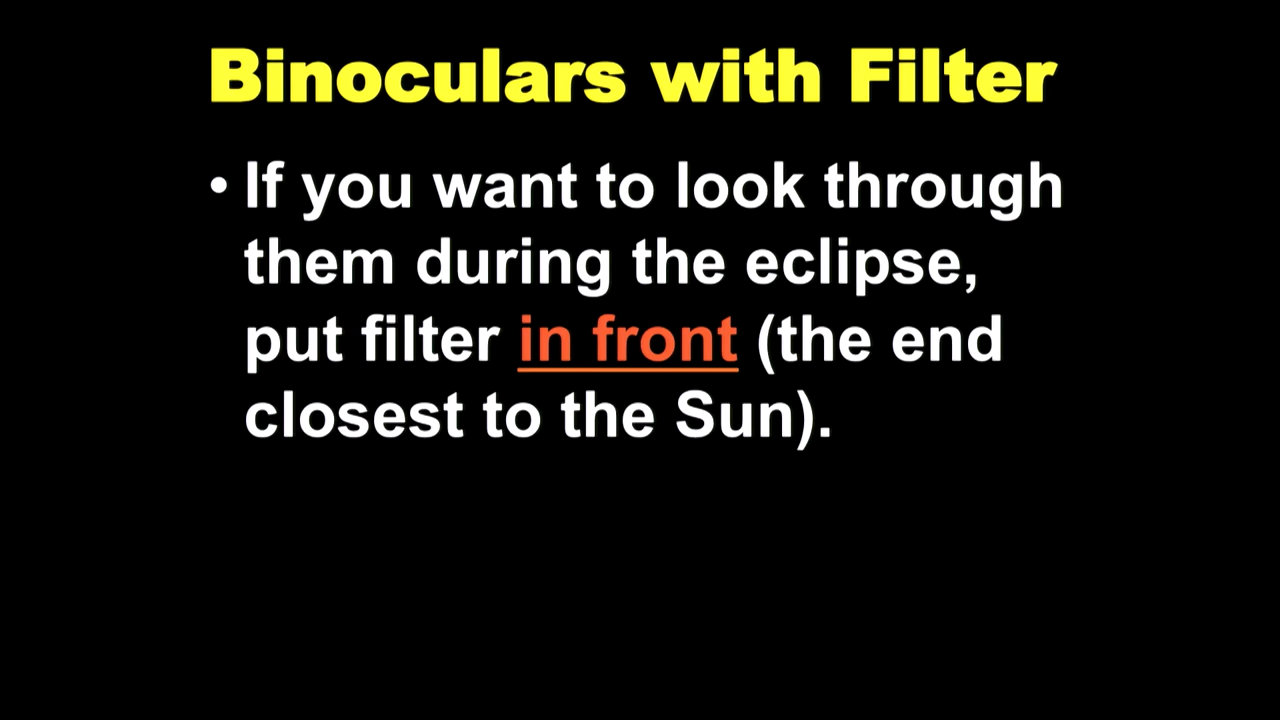 Binoculars with Filter
• If you want to look through
them during the eclipse,
put filter in front (the end
closest to the Sun).